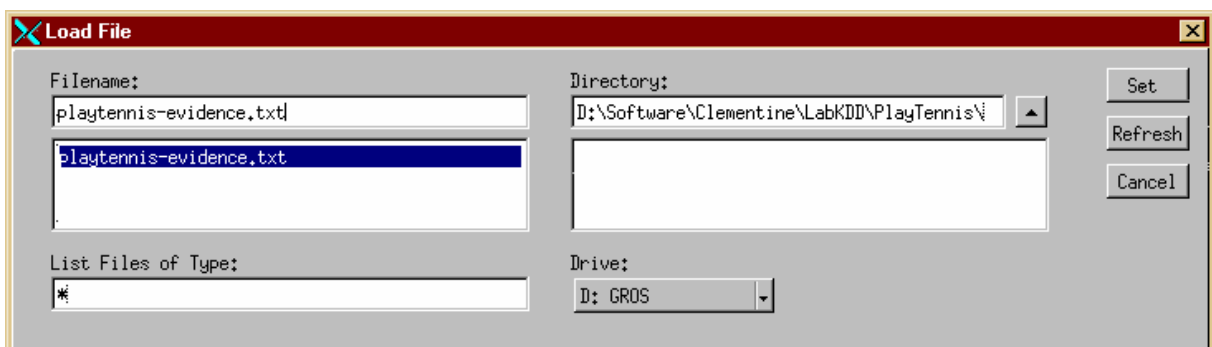 Load File
Filename:
playtennis-evidence.txt
playtennis-evidence.txt
List Files of Type:
*
Directory:
D:\Software\Clementine\LabKDD\PlayTennis\
Drive:
D: GROS
Set
Refresh
Cancel